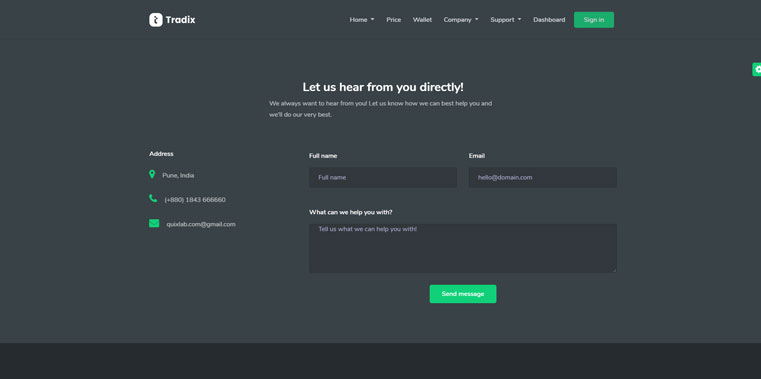 Tradix
Home Price Wallet Company Support Dashboard Sign in
Let us hear from you directly!
We always want to hear from you! Let us know how we can best help you and
we'll do our very best.
Address
Pune, India
(+880) 1843 666660
quixlab.com@gmail.com
Full name Email
Full name hello@domain.com
What can we help you with?
Tell us what we can help you with!
Send message